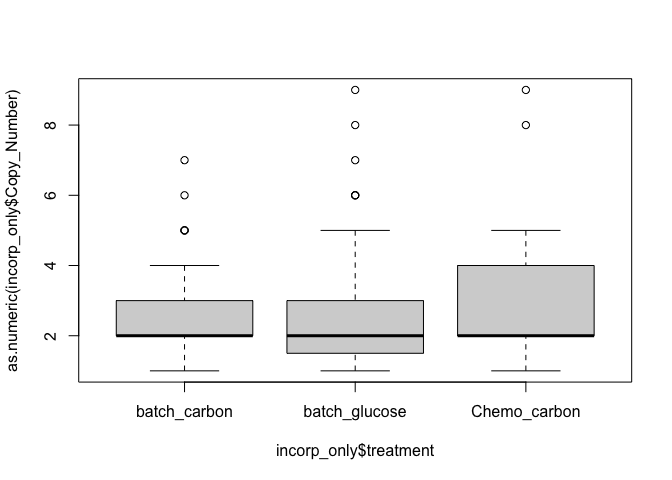 as.numeric(incorp_only$Copy_Number)
8
6
4
2
batch_carbon batch_glucose Chemo_carbon
incorp_only$treatment